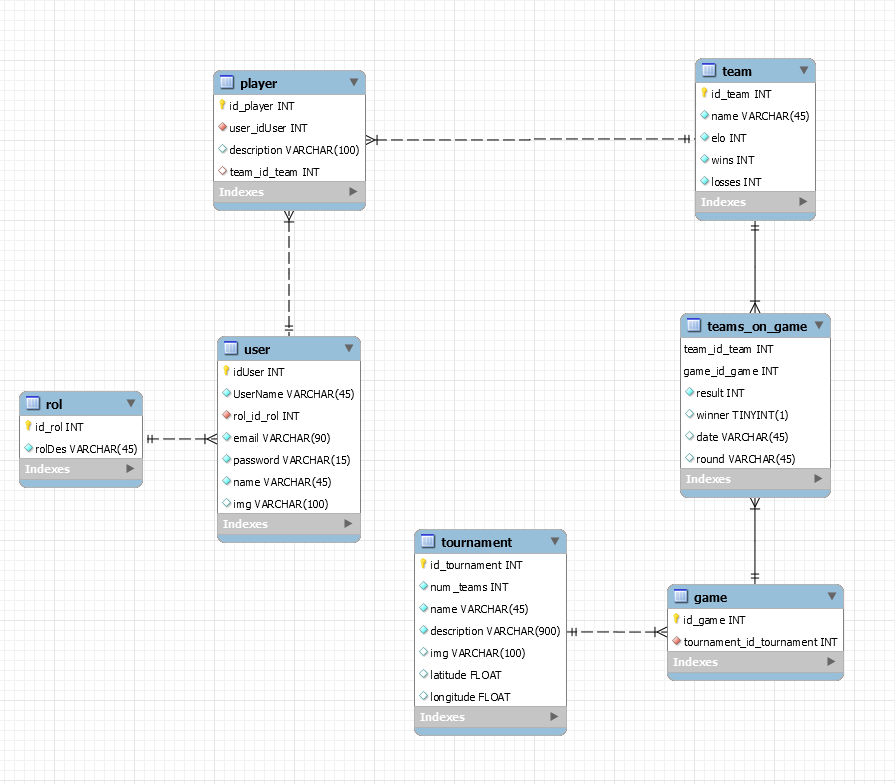 player
id_player INT
user_idUser INT
description VARCHAR(100)
team_id_team INT
Indexes
team
id_team INT
name VARCHAR(45)
elo INT
wins INT
losses INT
Indexes
teams_on_game
team_id_team INT
game_id_game INT
result INT
winner TINYINT(1)
date VARCHAR(45)
round VARCHAR(45)
Indexes
user
idUser INT
UserName VARCHAR(45)
rol_id_rol INT
email VARCHAR(90)
password VARCHAR(15)
name VARCHAR(45)
img VARCHAR(100)
Indexes
rol
id_rol INT
rolDes VARCHAR(45)
Indexes
tournament
id_tournament INT
num_teams INT
name VARCHAR(45)
description VARCHAR(900)
img VARCHAR(100)
latitude FLOAT
longitude FLOAT
Indexes
game
id_game INT
tournament_id_tournament INT
Indexes